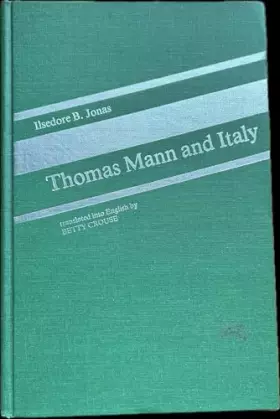 Ilsedore B. Jonas
Thomas Mann and Italy
translated into English by
BETTY CROUSE